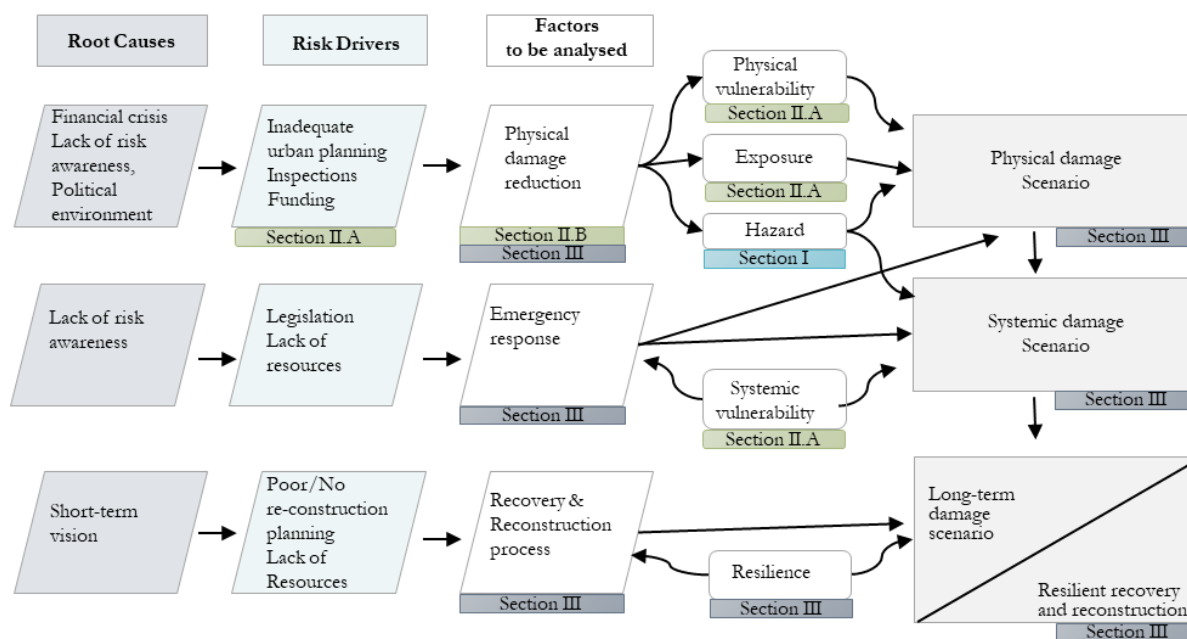 Root Causes
Risk Drivers
Factors
to be analysed
Financial crisis
Lack of risk
awareness,
Political
environment
Inadequate
urban planning
Inspections
Funding
Section II.A
Physical
damage
reduction
Section II.B
Section III
Physical
vulnerability
Section II.A
Exposure
Section II.A
Hazard
Section I
Physical damage
Scenario
Section III
Lack of risk
awareness
Legislation
Lack of
resources
Emergency
response
Section III
Systemic
vulnerability
Section II.A
Systemic damage
Scenario
Section III
Short-term
vision
Poor/No
re-construction
planning
Lack of
Resources
Recovery &
Reconstruction
process
Section III
Resilience
Section III
Long-term
damage
scenario
Resilient recovery
and reconstruction
Section III